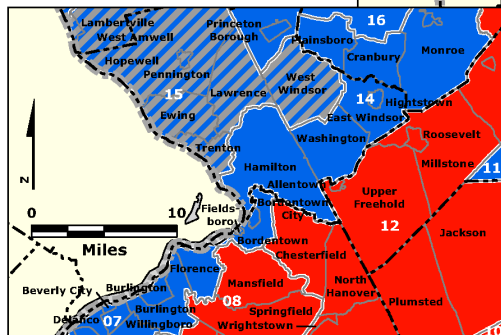 Lambertville
Princeton
16
West Amwell
Borough
Plainsboro
Monroe
Hopewell
Cranbury
Pennington
West
Windsor
15
Lawrence
14
Hightstown
Ewing
East Windsor
Roosevelt
Washington
Trenton
Millstone
Hamilton
11
Allentown
Upper
Freehold
Z
Bordentown
City
Fields-
boro
0
10
12
Jackson
Miles
Bordentown
Chesterfield
Florence
Mansfield
North
Hanover
Beverly City
Burlington
08
Plumsted
Delanco
07
Burlington
Willingboro
Springfield
Wrightstown